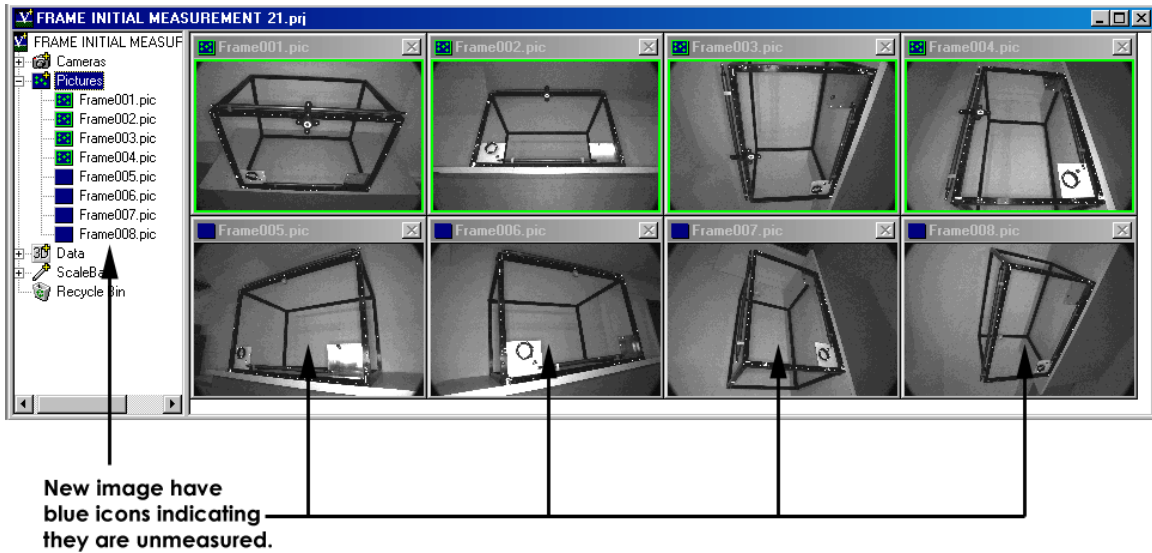 FRAME INITIAL MEASUREMENT 21.prj
FRAME INITIAL MEASUF
Cameras
Pictures
Frame001.pic
Frame002.pic
Frame003.pic
Frame004.pic
Frame005.pic
Frame006.pic
Frame007.pic
Frame008.pic
3D Data
ScaleBa
Recycle Bin
Frame001.pic
Frame002.pic
Frame003.pic
Frame004.pic
Frame005.pic
Frame006.pic
Frame007.pic
Frame008.pic
New image have
blue icons indicating
they are unmeasured.